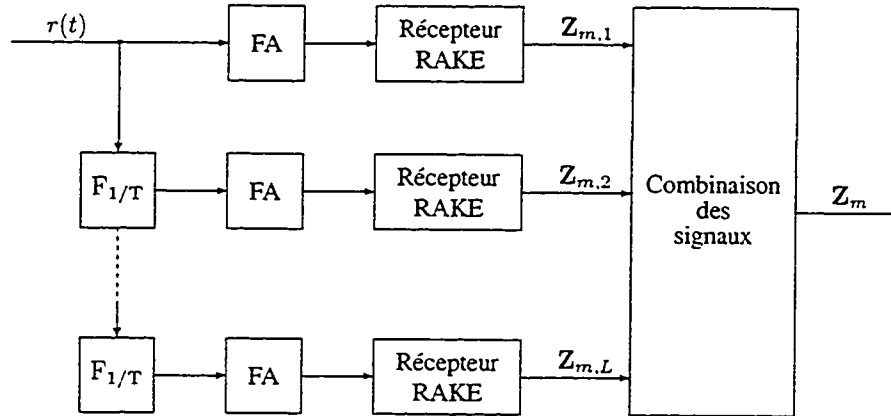 r(t)
FA
Récepteur
RAKE
Z_{m,1}
F_{1/T}
FA
Récepteur
RAKE
Z_{m,2}
Combinaison
des
signaux
Z_m
F_{1/T}
FA
Récepteur
RAKE
Z_{m,L}